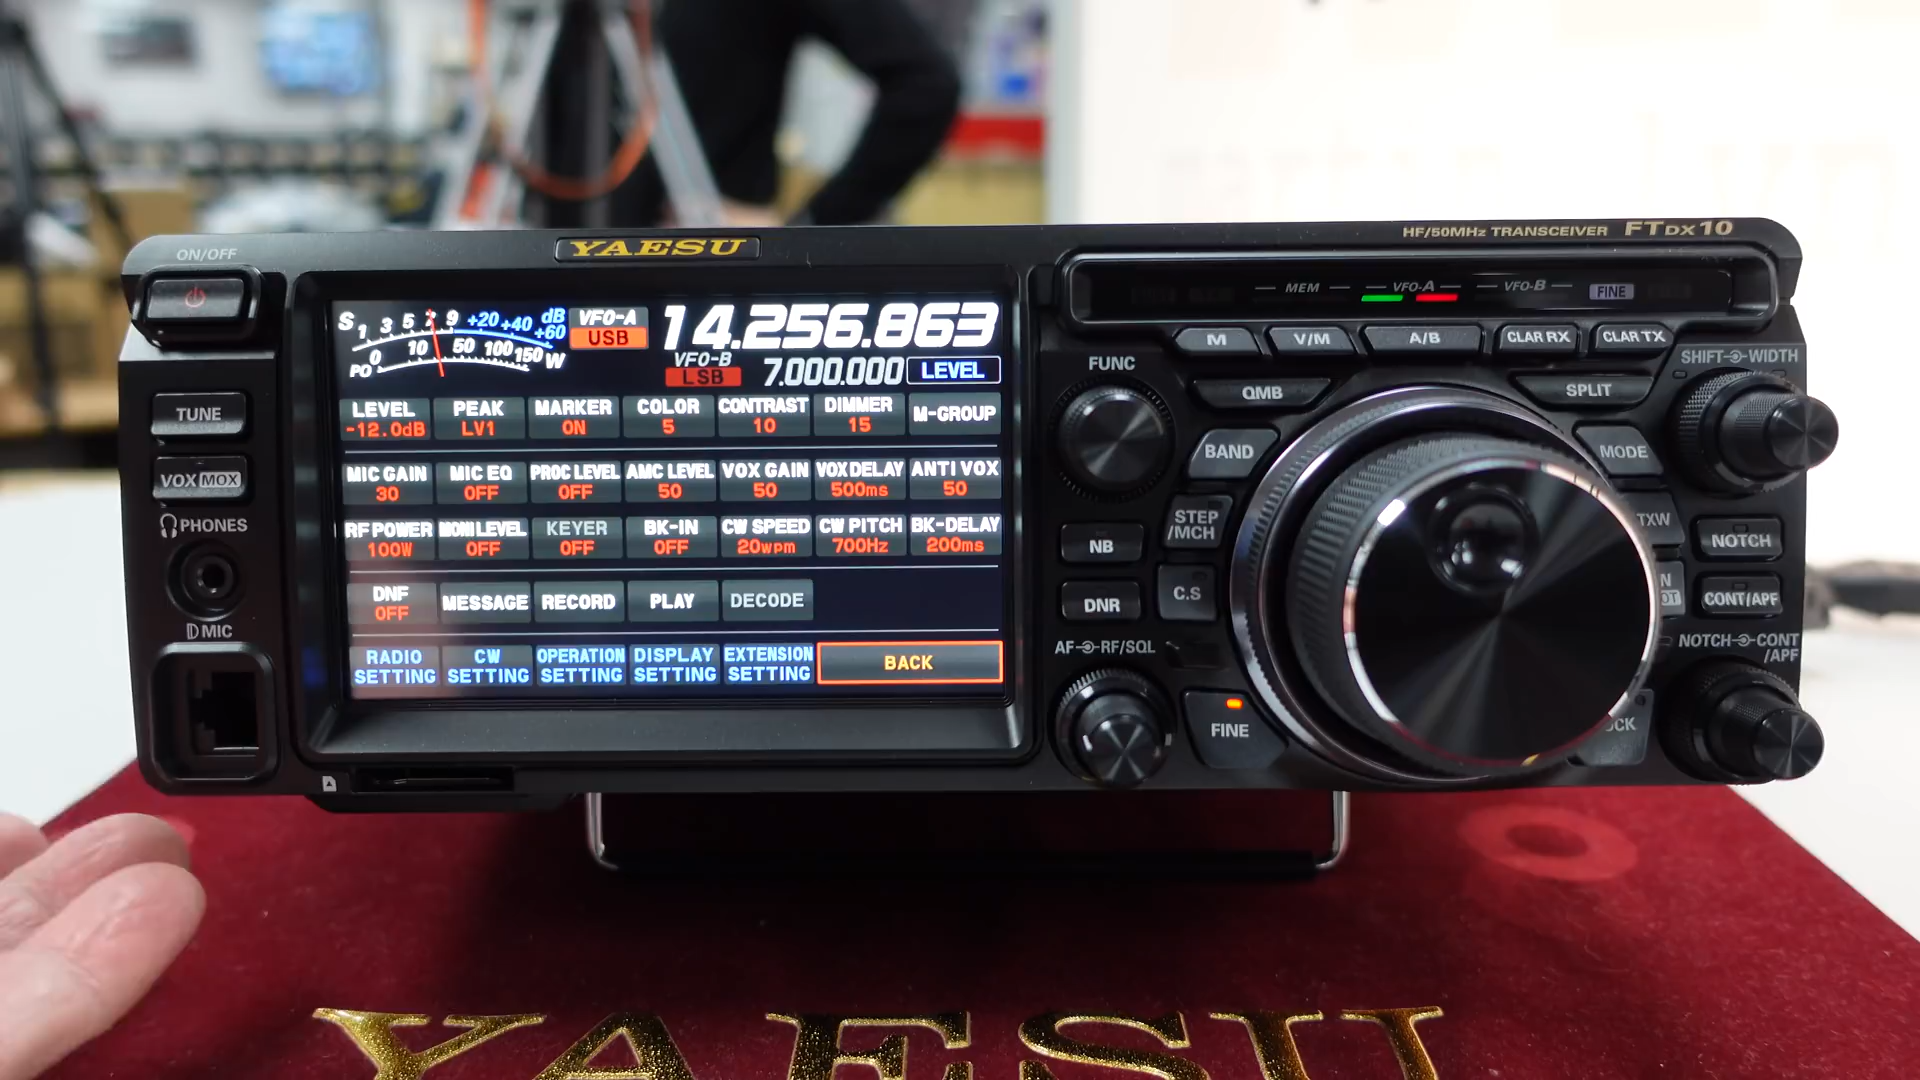 HF/50MHz TRANSCEIVER FTDX10
YAESU
ON/OFF
S 1 3 5 9 +20 +40 +60 dB
PO 0 10 50 100 150 W
VFO-A
USB
14.256.863
VFO-B
LSB
7.000.000
LEVEL
LEVEL PEAK MARKER COLOR CONTRAST DIMMER M-GROUP
-12.0dB LV1 ON 5 10 15
MIC GAIN MIC EQ PROC LEVEL AMC LEVEL VOX GAIN VOX DELAY ANTI VOX
30 OFF OFF 50 50 500ms 50
RF POWER MONI LEVEL KEYER BK-IN CW SPEED CW PITCH BK-DELAY
100W OFF OFF OFF 20wpm 700Hz 200ms
DNF MESSAGE RECORD PLAY DECODE
OFF
RADIO CW OPERATION DISPLAY EXTENSION BACK
SETTING SETTING SETTING SETTING SETTING
TUNE
VOX MOX
PHONES
MIC
MEM VFO-A VFO-B FINE
M V/M A/B CLAR RX CLAR TX
FUNC
QMB SPLIT
SHIFT WIDTH
BAND MODE
STEP
/MCH
TXW
NB
NOTCH
C.S
DNR
CONT/APF
AF RF/SQL
NOTCH CONT
/APF
FINE
YAESU